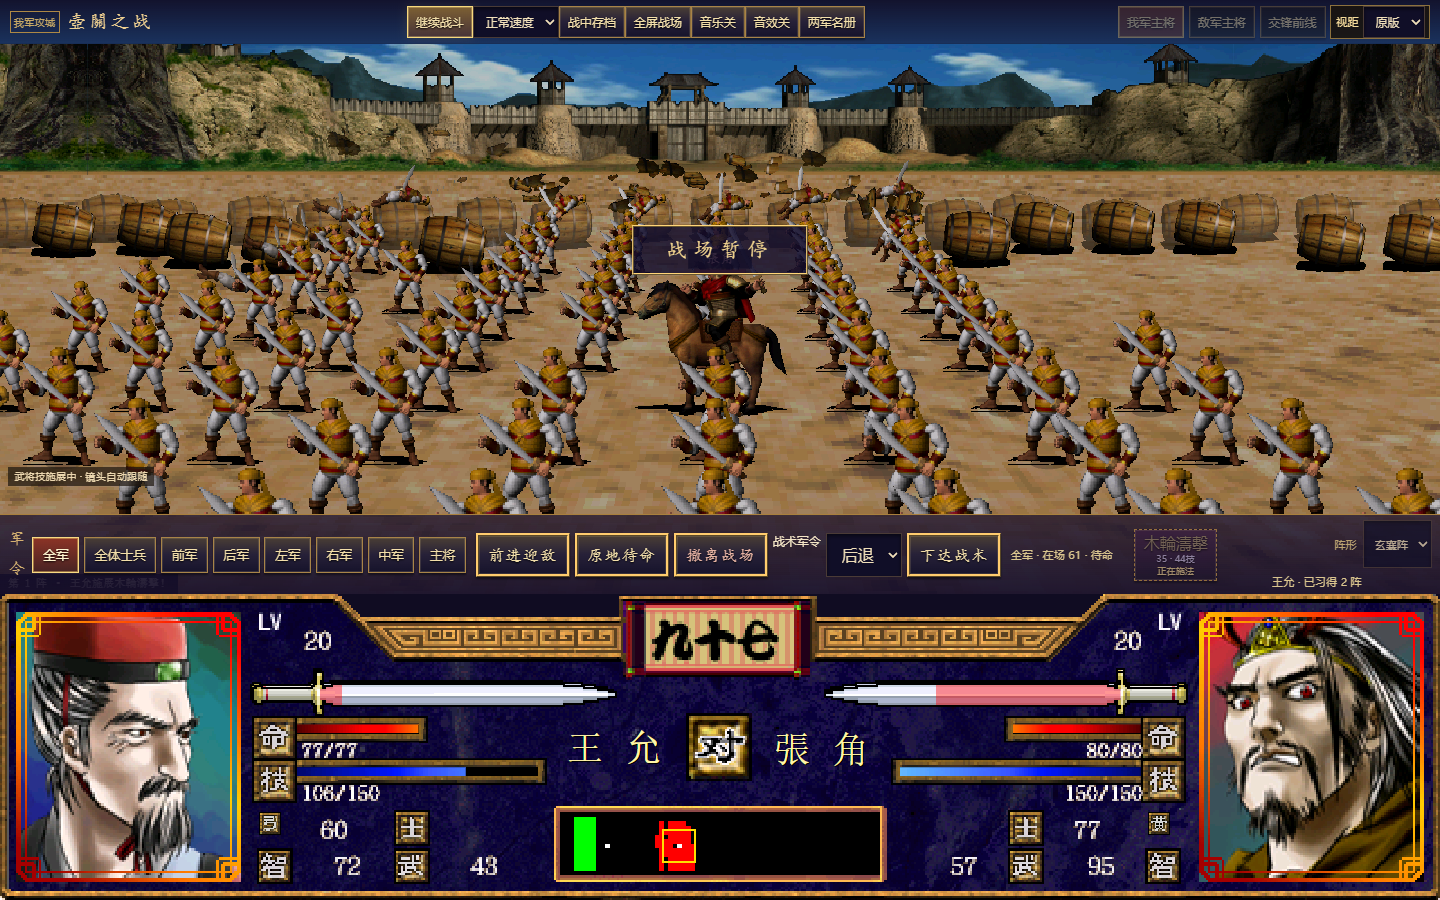 我军攻城 壶關之战 继续战斗 正常速度 战中存档 全屏战场 音乐关 音效关 两军名册 我军主将 敌军主将 交锋前线 视距 原版
战场暂停
武将技施展中 · 镜头自动跟随
军令 全军 全体士兵 前军 后军 左军 右军 中军 主将 前进迎敌 原地待命 撤离战场 战术军令 后退 下达战术 全军 · 在场 61 · 待命
木輪濤擊
35 · 44技
正在施法
阵形 玄襄阵
王允 · 已习得 2 阵
LV 20
九十七
20 LV
命 77/77
王允 对 張角
80/80 命
技 106/150
150/150 技
60 士
士 77
智 72 武 43
57 武 95 智